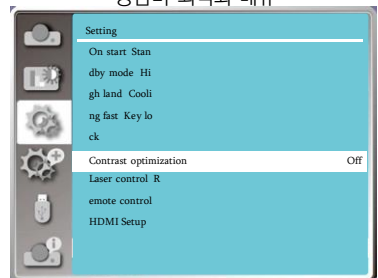 Setting
On start Stan
dby mode Hi
gh land Cooli
ng fast Key lo
ck
Contrast optimization Off
Laser control R
emote control
HDMI Setup